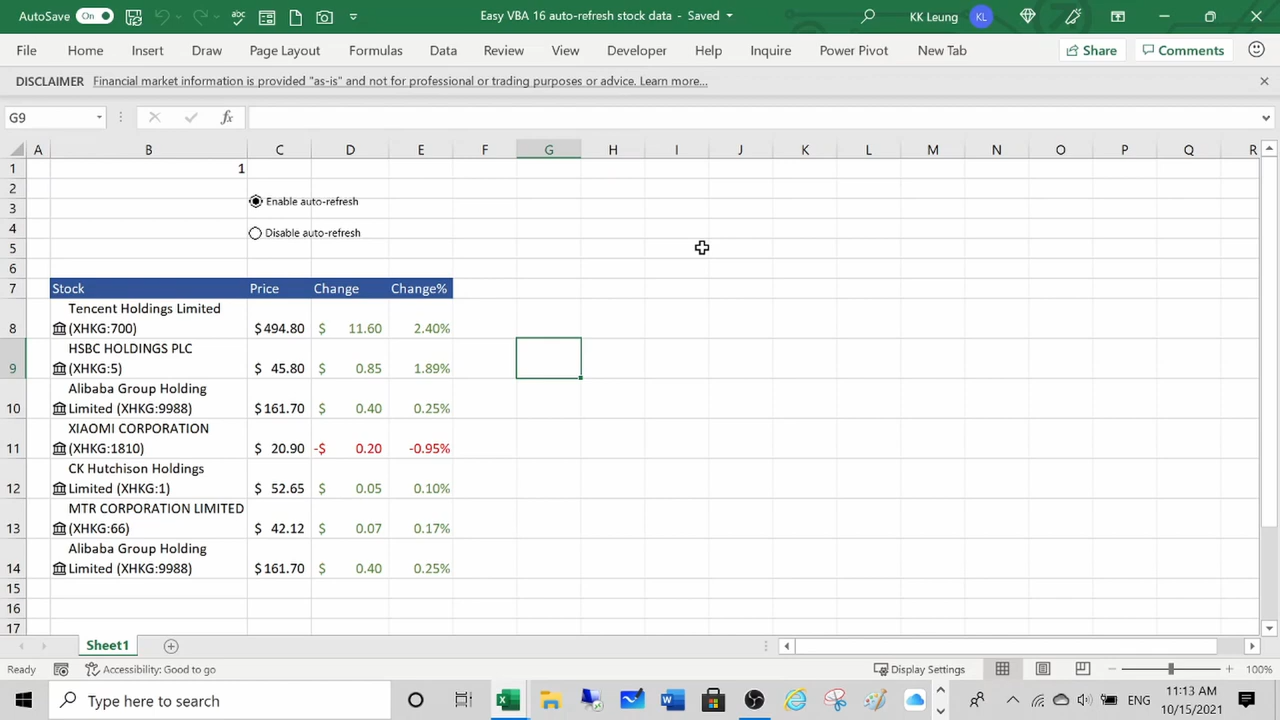 AutoSave On
Easy VBA 16 auto-refresh stock data - Saved
KK Leung KL
File Home Insert Draw Page Layout Formulas Data Review View Developer Help Inquire Power Pivot New Tab Share Comments
DISCLAIMER Financial market information is provided "as-is" and not for professional or trading purposes or advice. Learn more...
G9 fx
A B C D E F G H I J K L M N O P Q R
1 1
2
3 Enable auto-refresh
4 Disable auto-refresh
5
6
7 Stock Price Change Change%
Tencent Holdings Limited
8 (XHKG:700) $494.80 $ 11.60 2.40%
HSBC HOLDINGS PLC
9 (XHKG:5) $ 45.80 $ 0.85 1.89%
Alibaba Group Holding
10 Limited (XHKG:9988) $161.70 $ 0.40 0.25%
XIAOMI CORPORATION
11 (XHKG:1810) $ 20.90 -$ 0.20 -0.95%
CK Hutchison Holdings
12 Limited (XHKG:1) $ 52.65 $ 0.05 0.10%
MTR CORPORATION LIMITED
13 (XHKG:66) $ 42.12 $ 0.07 0.17%
Alibaba Group Holding
14 Limited (XHKG:9988) $161.70 $ 0.40 0.25%
15
16
17
Sheet1
Ready Accessibility: Good to go Display Settings 100%
Type here to search ENG 11:13 AM
10/15/2021